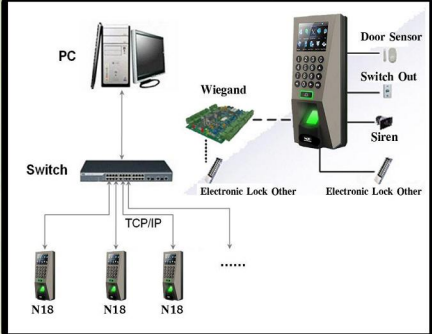 Door Sensor
PC
Switch Out
Wiegand
Siren
Switch
Electronic Lock Other
Electronic Lock Other
TCP/IP
......
N18
N18
N18